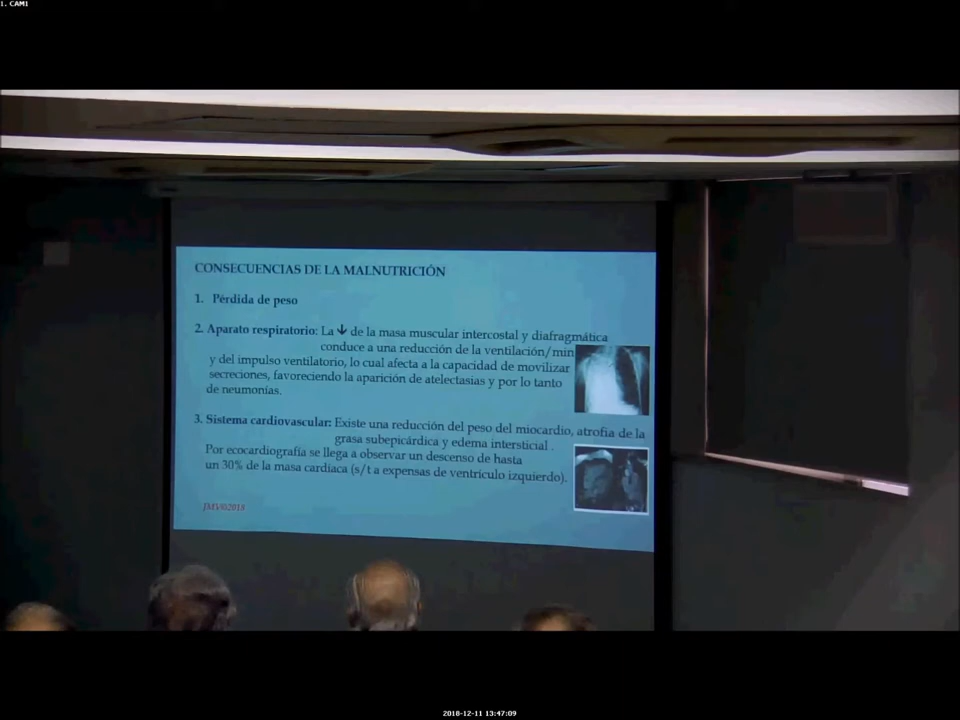 1. CAM1
CONSECUENCIAS DE LA MALNUTRICIÓN
1. Pérdida de peso
2. Aparato respiratorio: La ↓ de la masa muscular intercostal y diafragmática
conduce a una reducción de la ventilación/min
y del impulso ventilatorio, lo cual afecta a la capacidad de movilizar
secreciones, favoreciendo la aparición de atelectasias y por lo tanto
de neumonías.
3. Sistema cardiovascular: Existe una reducción del peso del miocardio, atrofia de la
grasa subepicárdica y edema intersticial .
Por ecocardiografía se llega a observar un descenso de hasta
un 30% de la masa cardíaca (s/t a expensas de ventrículo izquierdo).
2018-12-11 13:47:09